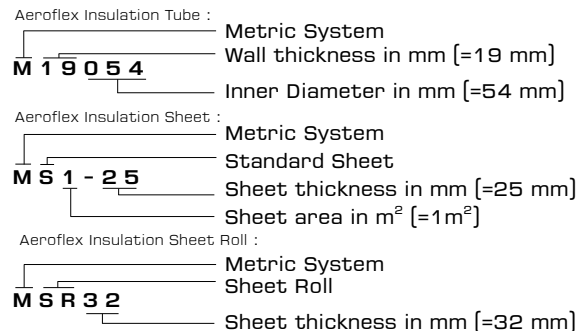 Aeroflex Insulation Tube :
Metric System
Wall thickness in mm (=19 mm)
M 1 9 0 5 4
Inner Diameter in mm (=54 mm)
Aeroflex Insulation Sheet :
Metric System
Standard Sheet
M S 1 - 2 5
Sheet thickness in mm (=25 mm)
Sheet area in m² (=1m²)
Aeroflex Insulation Sheet Roll :
Metric System
Sheet Roll
M S R 3 2
Sheet thickness in mm (=32 mm)